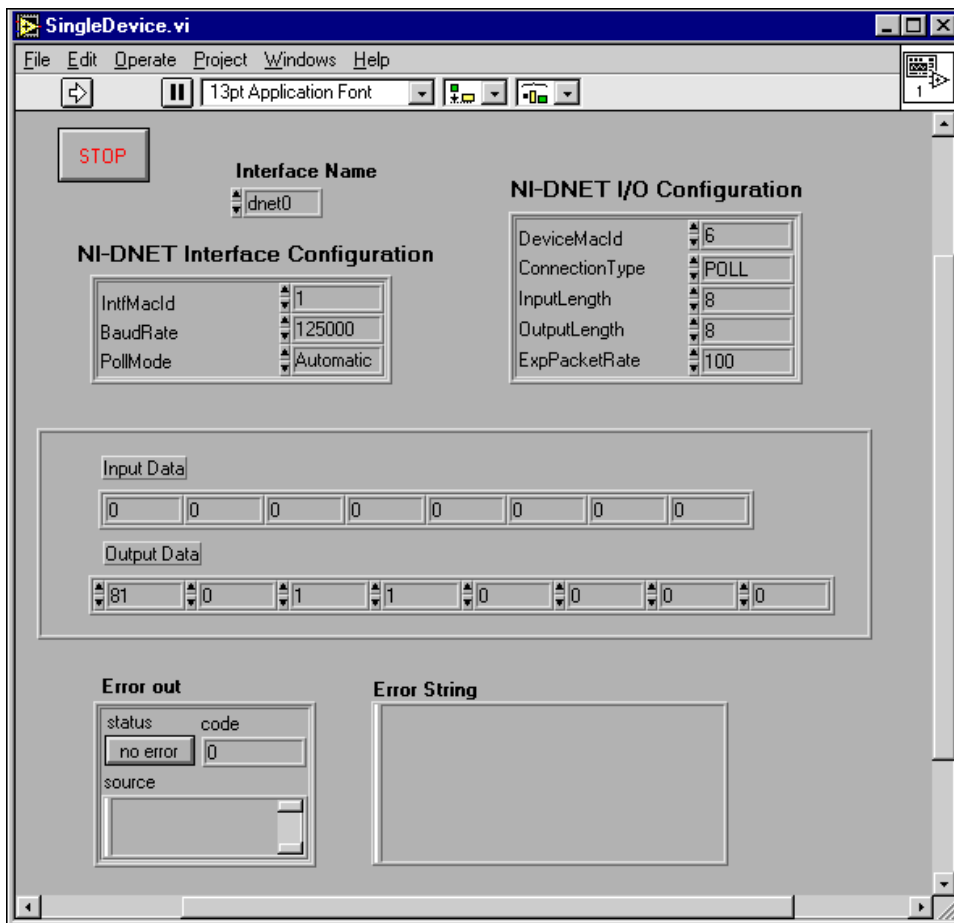 SingleDevice.vi
File Edit Operate Project Windows Help
13pt Application Font
1
STOP
Interface Name
dnet0
NI-DNET Interface Configuration
IntfMacId 1
BaudRate 125000
PollMode Automatic
NI-DNET I/O Configuration
DeviceMacId 6
ConnectionType POLL
InputLength 8
OutputLength 8
ExpPacketRate 100
Input Data
0 0 0 0 0 0 0 0
Output Data
81 0 1 1 0 0 0 0
Error out
status code
no error 0
source
Error String